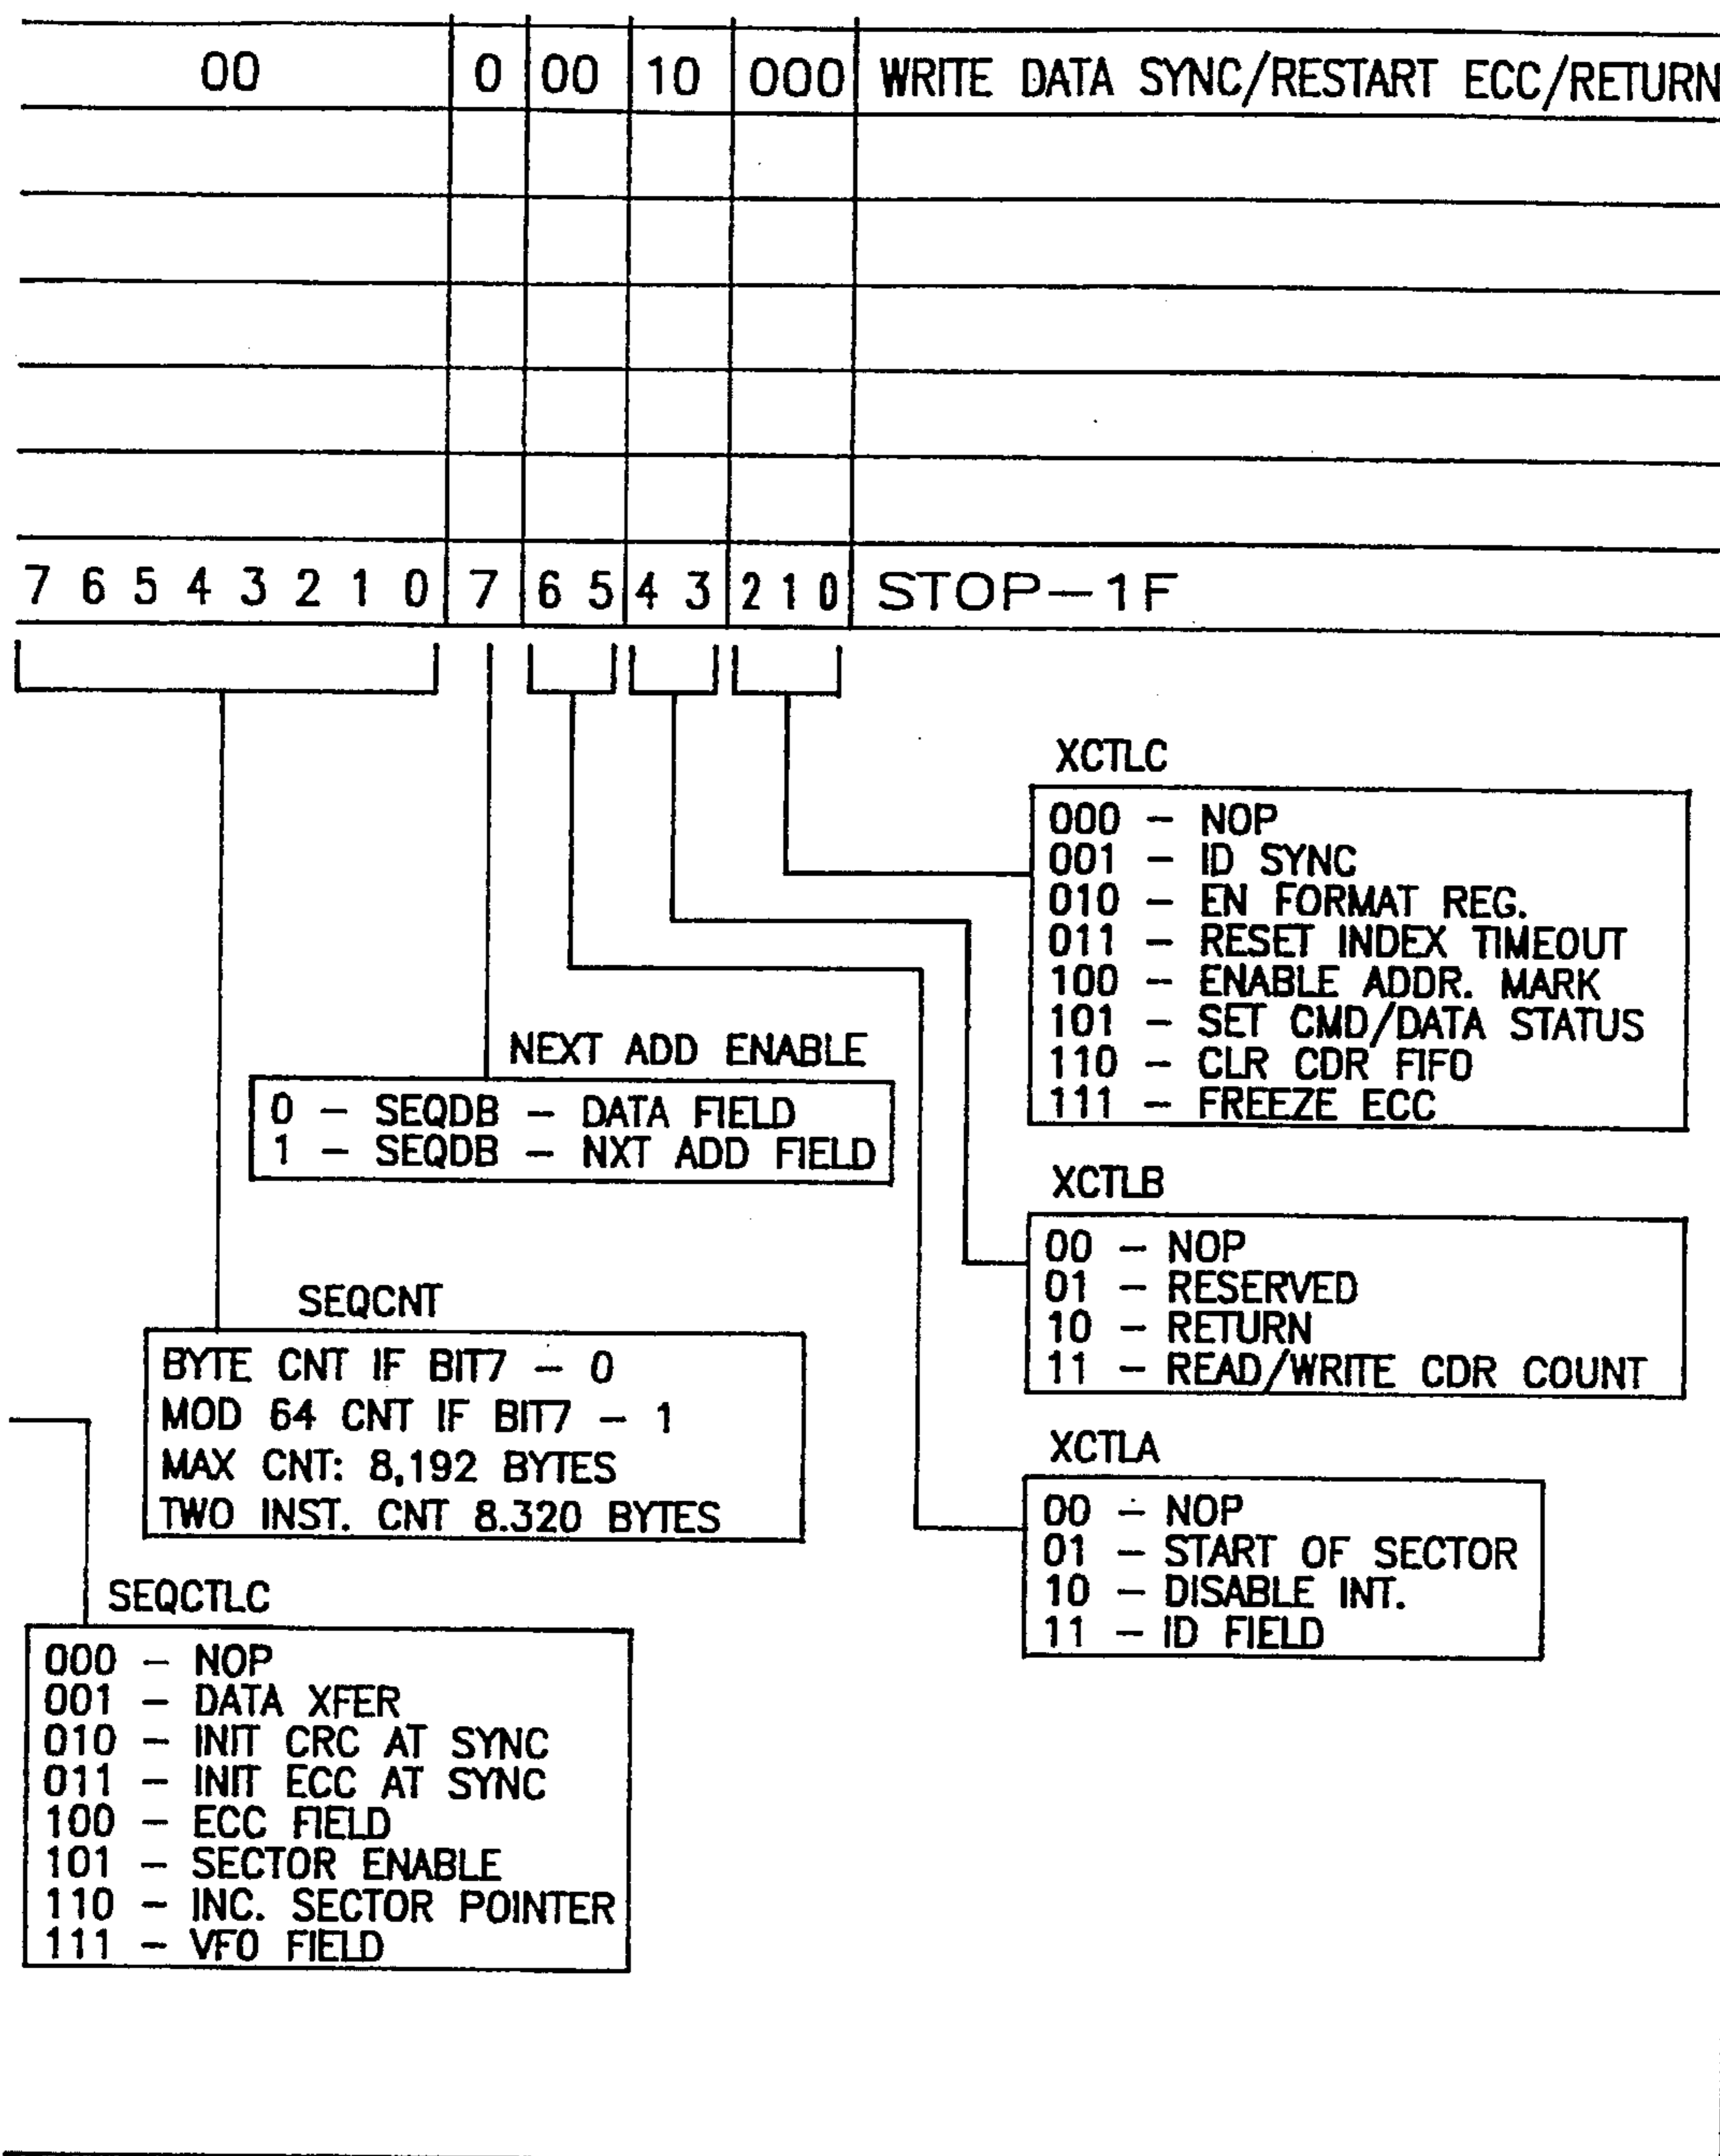 00 0 00 10 000 WRITE DATA SYNC/RESTART ECC/RETURN
7 6 5 4 3 2 1 0 7 6 5 4 3 2 1 0 STOP-1F
XCTLC
000 - NOP
001 - ID SYNC
010 - EN FORMAT REG.
011 - RESET INDEX TIMEOUT
100 - ENABLE ADDR. MARK
101 - SET CMD/DATA STATUS
110 - CLR CDR FIFO
111 - FREEZE ECC
NEXT ADD ENABLE
0 - SEQDB - DATA FIELD
1 - SEQDB - NXT ADD FIELD
XCTLB
00 - NOP
01 - RESERVED
10 - RETURN
11 - READ/WRITE CDR COUNT
SEQCNT
BYTE CNT IF BIT7 - 0
MOD 64 CNT IF BIT7 - 1
MAX CNT: 8,192 BYTES
TWO INST. CNT 8.320 BYTES
XCTLA
00 - NOP
01 - START OF SECTOR
10 - DISABLE INT.
11 - ID FIELD
SEQCTLC
000 - NOP
001 - DATA XFER
010 - INIT CRC AT SYNC
011 - INIT ECC AT SYNC
100 - ECC FIELD
101 - SECTOR ENABLE
110 - INC. SECTOR POINTER
111 - VFO FIELD